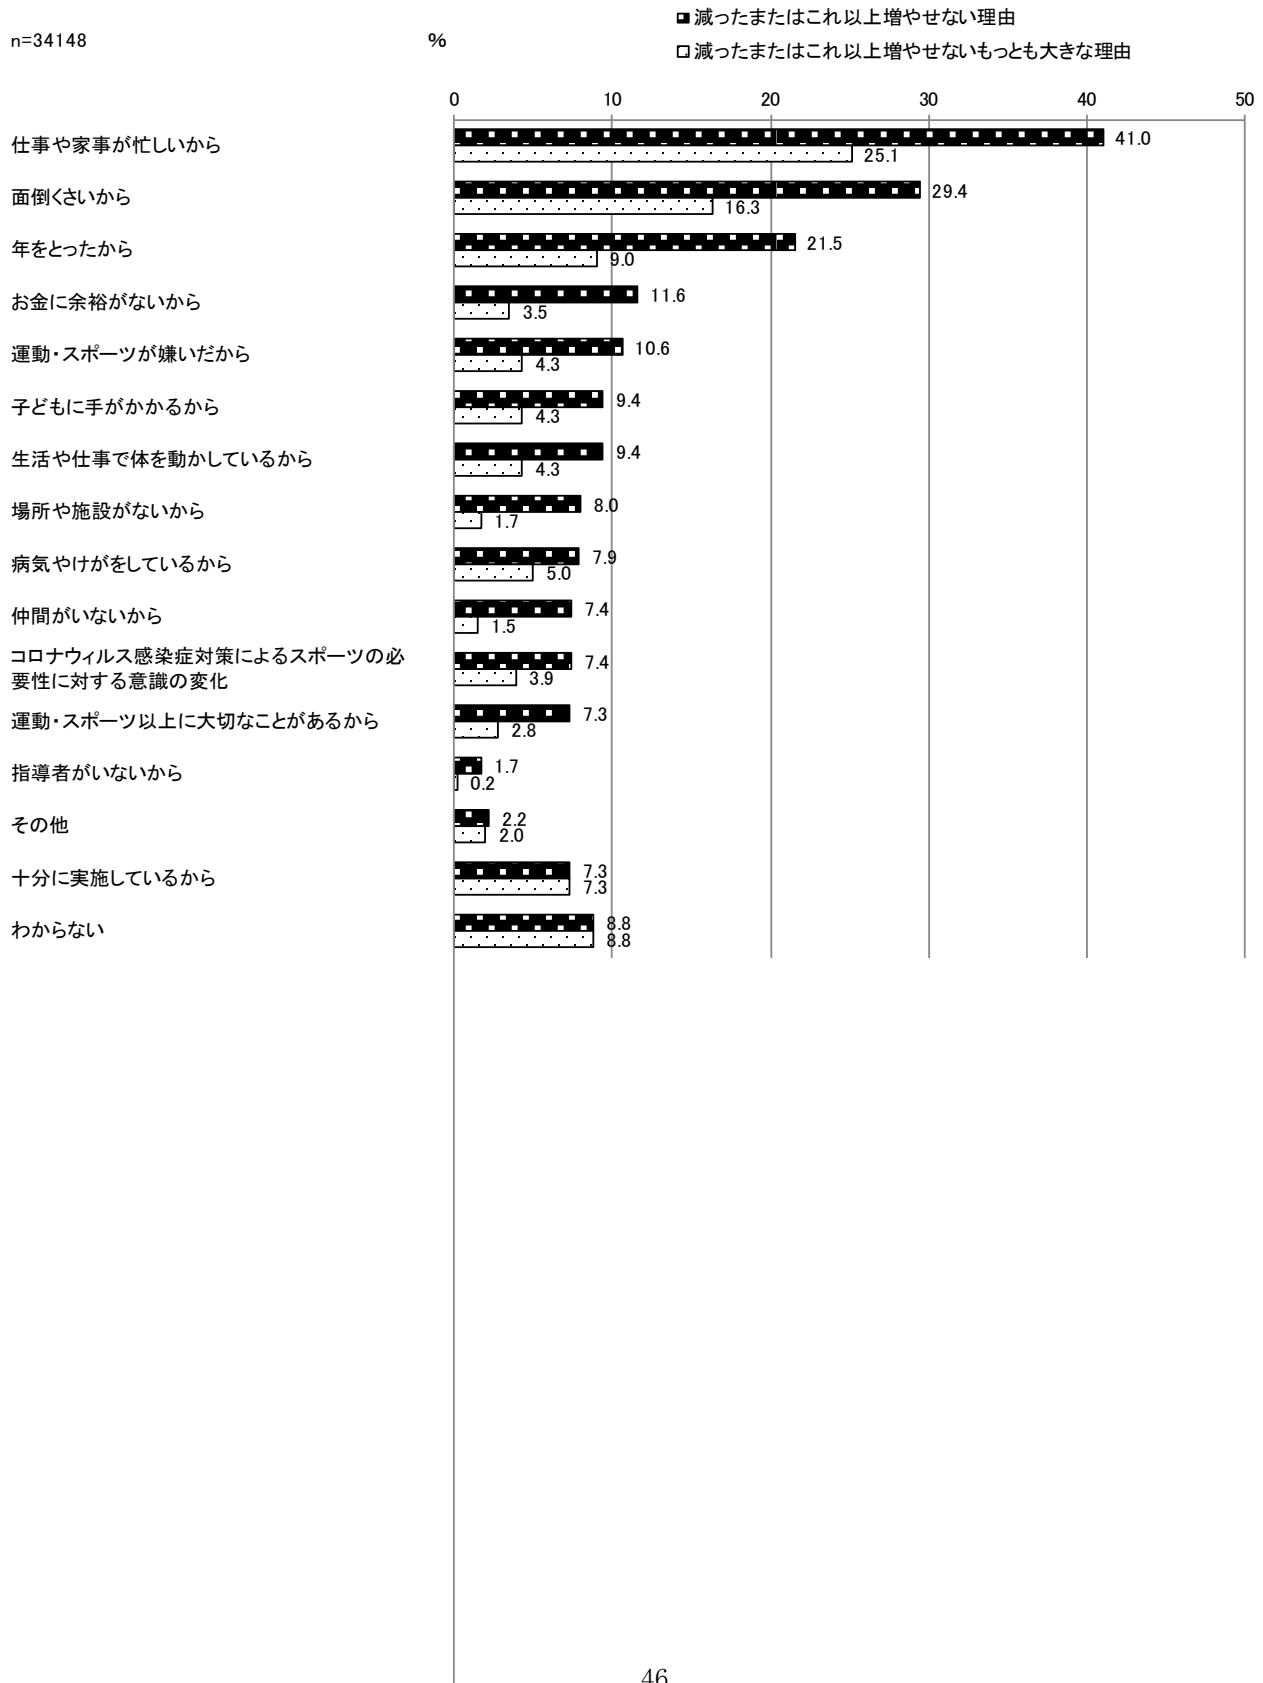 ■減ったまたはこれ以上増やせない理由
n=34148 %
□減ったまたはこれ以上増やせないもっとも大きな理由
0 10 20 30 40 50
仕事や家事が忙しいから 41.0
25.1
面倒くさいから 29.4
16.3
年をとったから 21.5
9.0
お金に余裕がないから 11.6
3.5
運動・スポーツが嫌いだから 10.6
4.3
子どもに手がかかるから 9.4
4.3
生活や仕事で体を動かしているから 9.4
4.3
場所や施設がないから 8.0
1.7
病気やけがをしているから 7.9
5.0
仲間がいないから 7.4
1.5
コロナウィルス感染症対策によるスポーツの必
要性に対する意識の変化 7.4
3.9
運動・スポーツ以上に大切なことがあるから 7.3
2.8
指導者がいないから 1.7
0.2
その他 2.2
2.0
十分に実施しているから 7.3
7.3
わからない 8.8
8.8
46